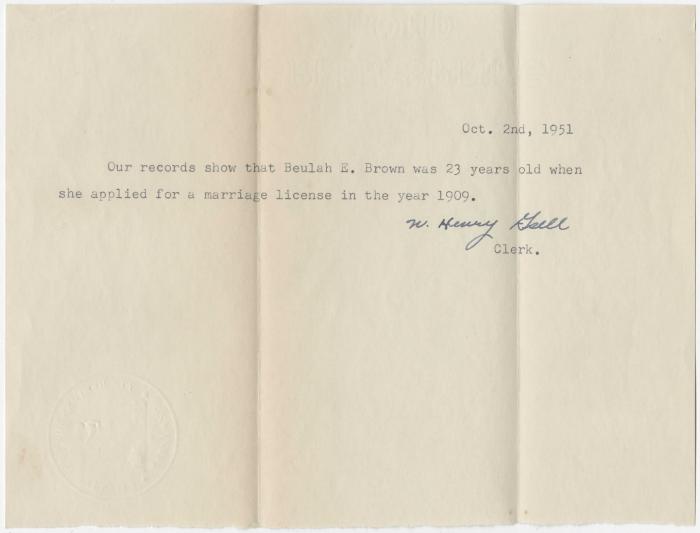 Oct. 2nd, 1951
Our records show that Beulah E. Brown was 23 years old when
she applied for a marriage license in the year 1909.
W. Henry
Clerk.